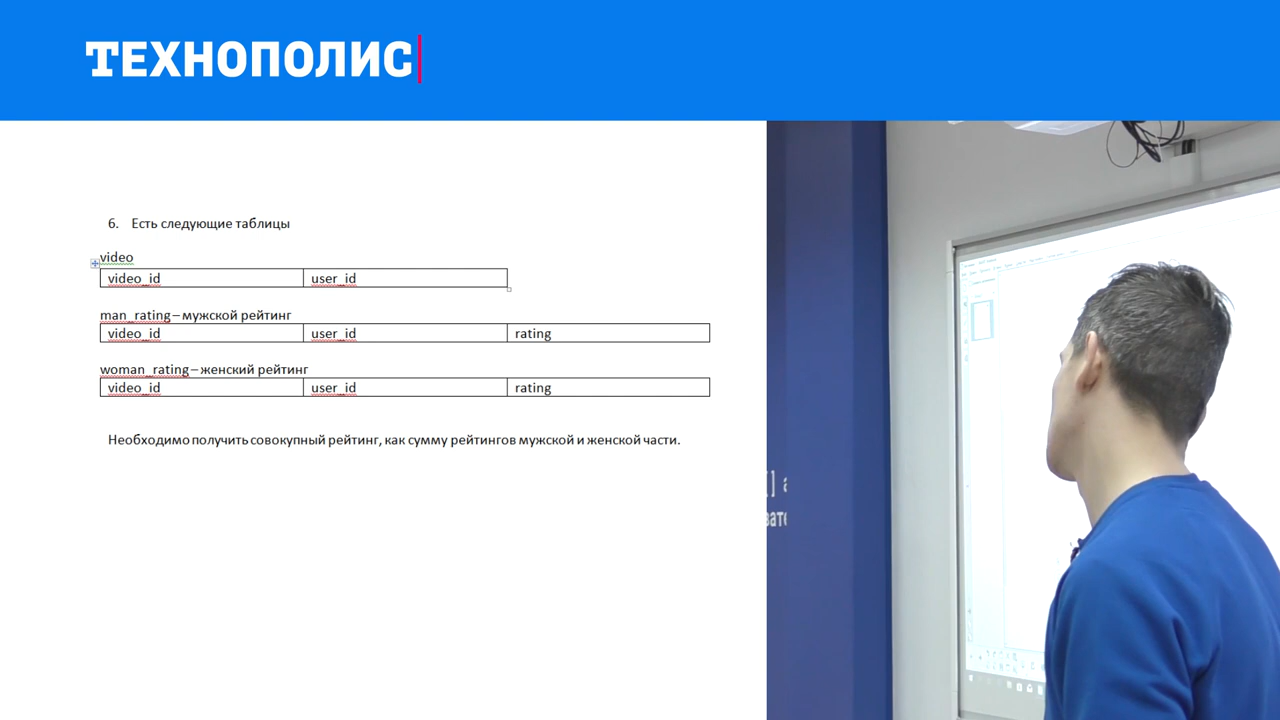 ТЕХНОПОЛИС
6. Есть следующие таблицы
video
video_id user_id
man_rating – мужской рейтинг
video_id user_id rating
woman_rating – женский рейтинг
video_id user_id rating
Необходимо получить совокупный рейтинг, как сумму рейтингов мужской и женской части.